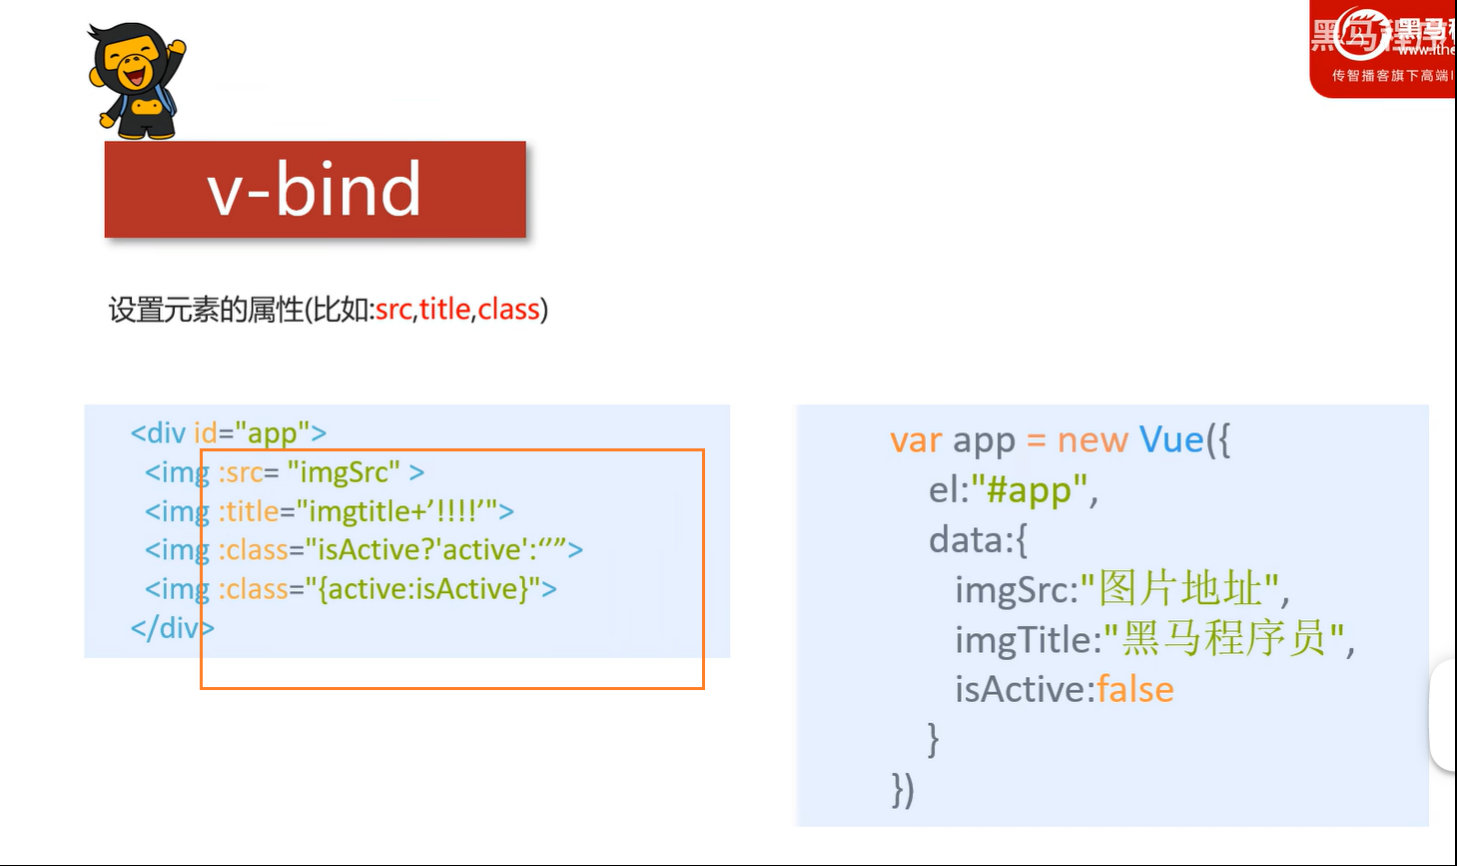 黑马程序
www.ithe
传智播客旗下高端I
v-bind
设置元素的属性(比如:src,title,class)
<div id="app">
<img :src= "imgSrc" >
<img :title="imgtitle+’!!!!’">
<img :class="isActive?'active':‘’”>
<img :class="{active:isActive}">
</div>
var app = new Vue({
el:"#app",
data:{
imgSrc:"图片地址",
imgTitle:"黑马程序员",
isActive:false
}
})